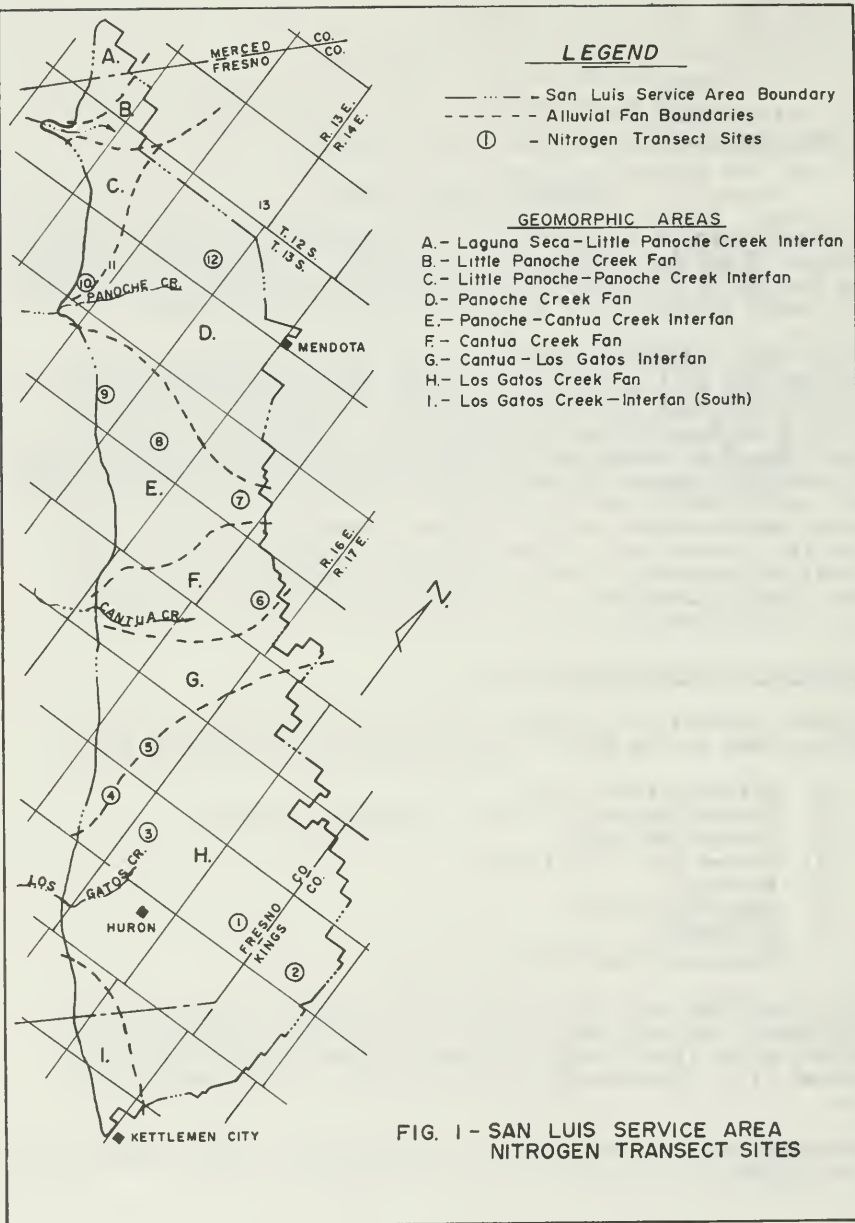 LEGEND
San Luis Service Area Boundary
Alluvial Fan Boundaries
① - Nitrogen Transect Sites
GEOMORPHIC AREAS
A.- Laguna Seca-Little Panoche Creek Interfan
B.- Little Panoche Creek Fan
C.- Little Panoche-Panoche Creek Interfan
D.- Panoche Creek Fan
E.- Panoche-Cantua Creek Interfan
F.- Cantua Creek Fan
G.- Cantua-Los Gatos Interfan
H.- Los Gatos Creek Fan
I.- Los Gatos Creek-Interfan (South)
A.
MERCED CO.
FRESNO CO.
B.
R. 13 E.
R. 14 E.
C.
13
T. 12 S.
T. 13 S.
11
12
10
PANOCHE CR.
D.
MENDOTA
9
8
E.
7
R. 16 E.
R. 17 E.
F.
6
CANTUA CR.
N.
G.
5
4
3
H.
LOS GATOS CR.
HURON
1
FRESNO CO.
KINGS CO.
2
I.
KETTLEMEN CITY
FIG. 1 - SAN LUIS SERVICE AREA
NITROGEN TRANSECT SITES